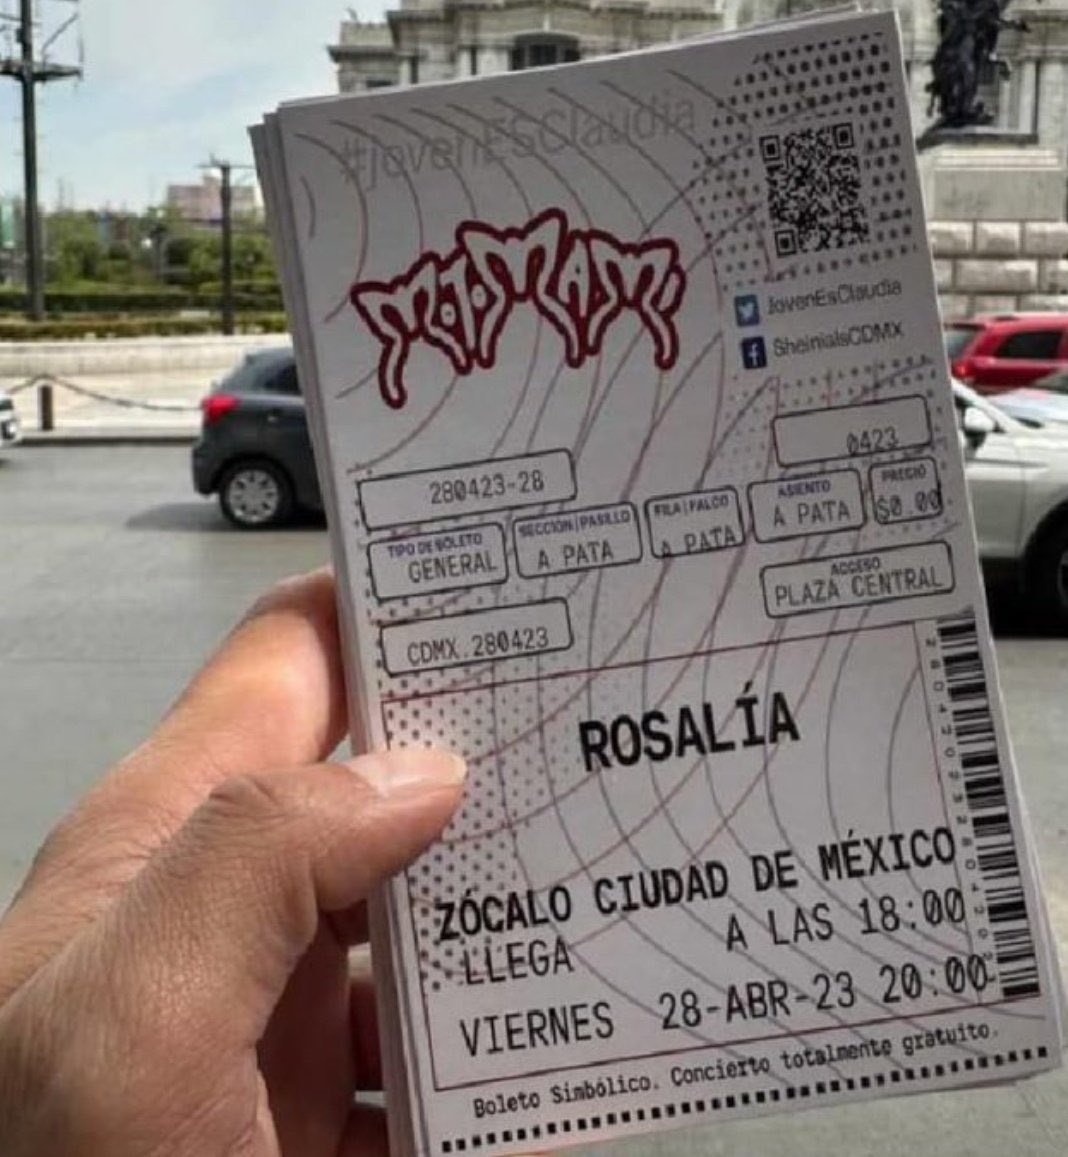 #JovenESClaudia
MOTOMAMI
JovenEsClaudia
SheiniaIsCDMX
0423
280423-28
TIPO DE BOLETO
GENERAL
SECCIÓN|PASILLO
A PATA
FILA|PALCO
A PATA
ASIENTO
A PATA
PRECIO
$0.00
ACCESO
PLAZA CENTRAL
CDMX.280423
ROSALÍA
ZÓCALO CIUDAD DE MÉXICO
LLEGA A LAS 18:00
VIERNES 28-ABR-23 20:00
Boleto Simbólico. Concierto totalmente gratuito.